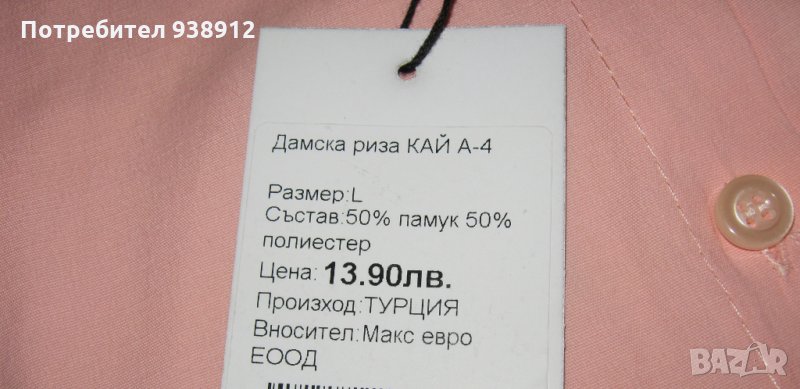 Потребител 938912
Дамска риза КАЙ А-4
Размер:L
Състав:50% памук 50%
полиестер
Цена: 13.90лв.
Произход:ТУРЦИЯ
Вносител:Макс евро
ЕООД
BAZAR